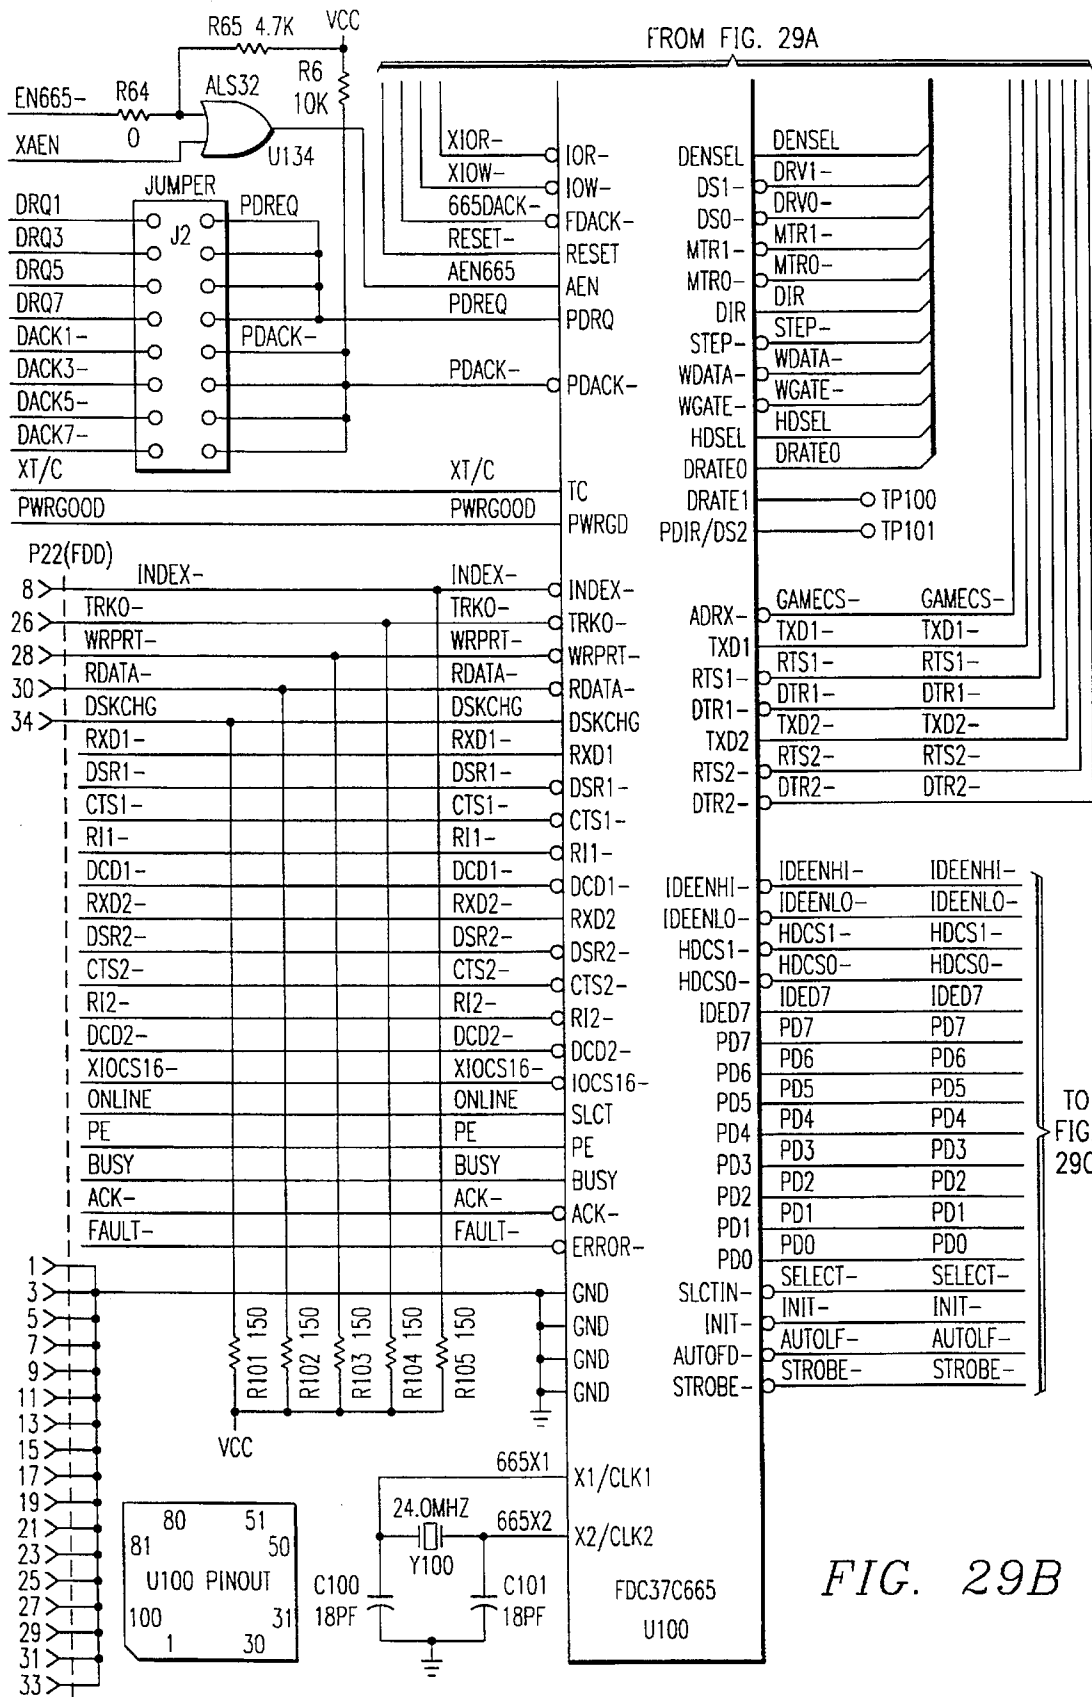 R65 4.7K
VCC
FROM FIG. 29A
R6
10K
R64
ALS32
EN665-
0
XAEN
U134
JUMPER
J2
DRQ1
DRQ3
DRQ5
DRQ7
DACK1-
DACK3-
DACK5-
DACK7-
PDREQ
PDACK-
XT/C
PWRGOOD
XIOR-
XIOW-
665DACK-
RESET-
AEN665
PDREQ
PDACK-
XT/C
PWRGOOD
IOR-
IOW-
FDACK-
RESET
AEN
PDRQ
PDACK-
TC
PWRGD
DENSEL
DS1-
DS0-
MTR1-
MTR0-
DIR
STEP-
WDATA-
WGATE-
HDSEL
DRATE0
DRATE1
PDIR/DS2
DENSEL
DRV1-
DRV0-
MTR1-
MTR0-
DIR
STEP-
WDATA-
WGATE-
HDSEL
DRATE0
TP100
TP101
P22(FDD)
8 INDEX- INDEX- INDEX-
26 TRK0- TRK0- TRK0-
28 WRPRT- WRPRT- WRPRT-
30 RDATA- RDATA- RDATA-
34 DSKCHG DSKCHG DSKCHG
RXD1- RXD1- RXD1
DSR1- DSR1- DSR1-
CTS1- CTS1- CTS1-
RI1- RI1- RI1-
DCD1- DCD1- DCD1-
RXD2- RXD2- RXD2
DSR2- DSR2- DSR2-
CTS2- CTS2- CTS2-
RI2- RI2- RI2-
DCD2- DCD2- DCD2-
XIOCS16- XIOCS16- IOCS16-
ONLINE ONLINE SLCT
PE PE PE
BUSY BUSY BUSY
ACK- ACK- ACK-
FAULT- FAULT- ERROR-
ADRX- GAMECS- GAMECS-
TXD1 TXD1- TXD1-
RTS1- RTS1- RTS1-
DTR1- DTR1- DTR1-
TXD2 TXD2- TXD2-
RTS2- RTS2- RTS2-
DTR2- DTR2- DTR2-
IDEENHI- IDEENHI- IDEENHI-
IDEENLO- IDEENLO- IDEENLO-
HDCS1- HDCS1- HDCS1-
HDCS0- HDCS0- HDCS0-
IDED7 IDED7 IDED7
PD7 PD7 PD7
PD6 PD6 PD6
PD5 PD5 PD5
PD4 PD4 PD4
PD3 PD3 PD3
PD2 PD2 PD2
PD1 PD1 PD1
PD0 PD0 PD0
SLCTIN- SELECT- SELECT-
INIT- INIT- INIT-
AUTOFD- AUTOLF- AUTOLF-
STROBE- STROBE- STROBE-
TO
FIG
29C
1
3
5
7
9
11
13
15
17
19
21
23
25
27
29
31
33
R101 150
R102 150
R103 150
R104 150
R105 150
VCC
GND
GND
GND
GND
665X1
X1/CLK1
24.0MHZ
Y100
665X2
X2/CLK2
C100
18PF
C101
18PF
80 51
81 50
U100 PINOUT
100 31
1 30
FDC37C665
U100
FIG. 29B